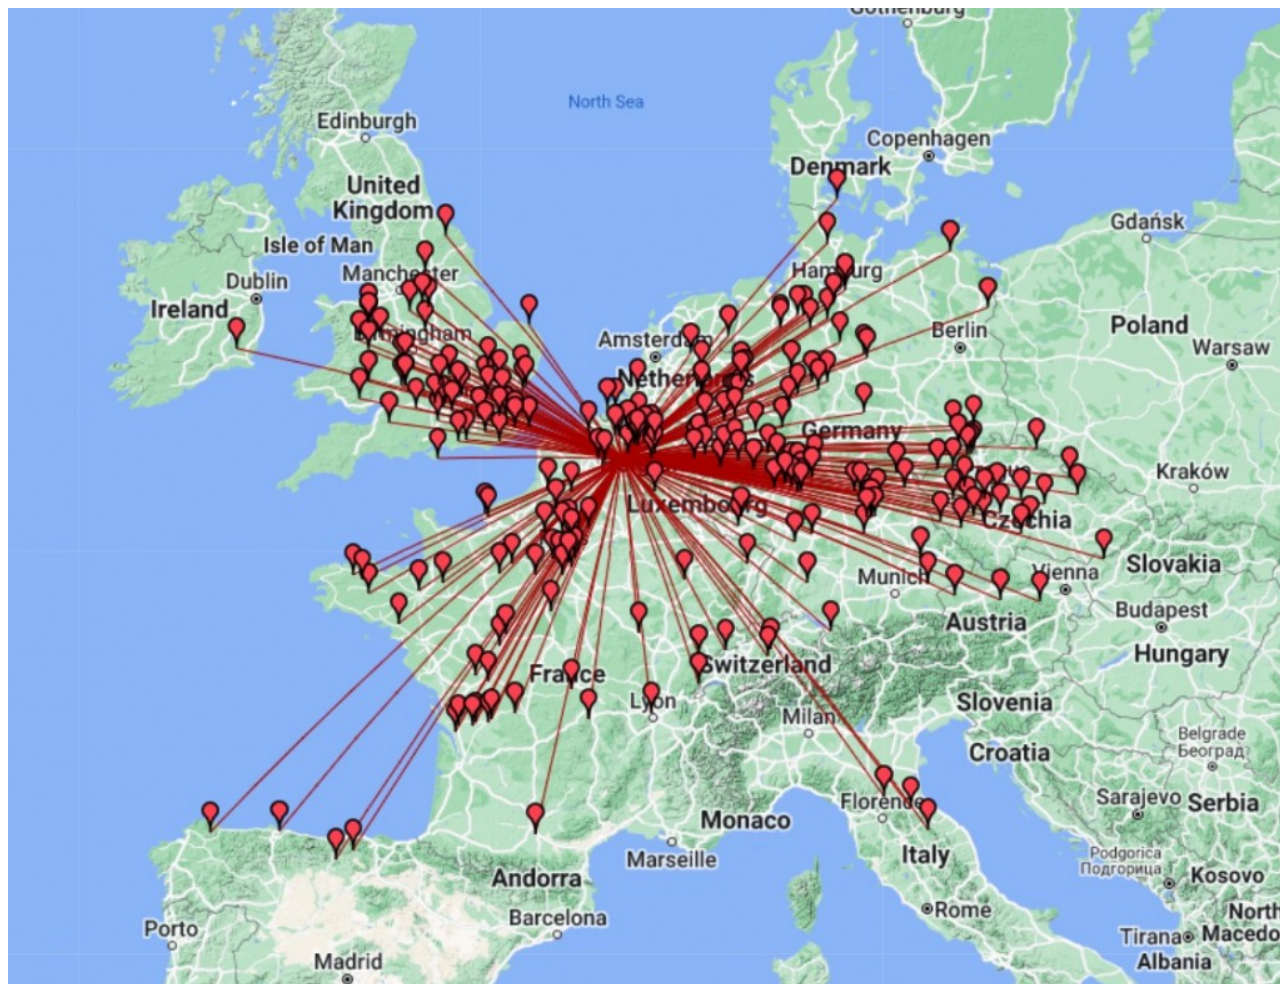 Gothenburg
North Sea
Edinburgh
Copenhagen
Denmark
United
Kingdom
Gdańsk
Isle of Man
Hamburg
Manchester
Dublin
Ireland
Birmingham
Amsterdam
Berlin
Poland
Warsaw
Netherlands
Germany
Kraków
Prague
Luxembourg
Czechia
Slovakia
Munich
Vienna
Budapest
Austria
Hungary
France
Switzerland
Lyon
Milan
Slovenia
Croatia
Belgrade
Београд
Florence
Sarajevo
Serbia
Monaco
Marseille
Italy
Podgorica
Подгорица
Kosovo
Andorra
Barcelona
Rome
North
Porto
Tirana
Macedo
Madrid
Albania